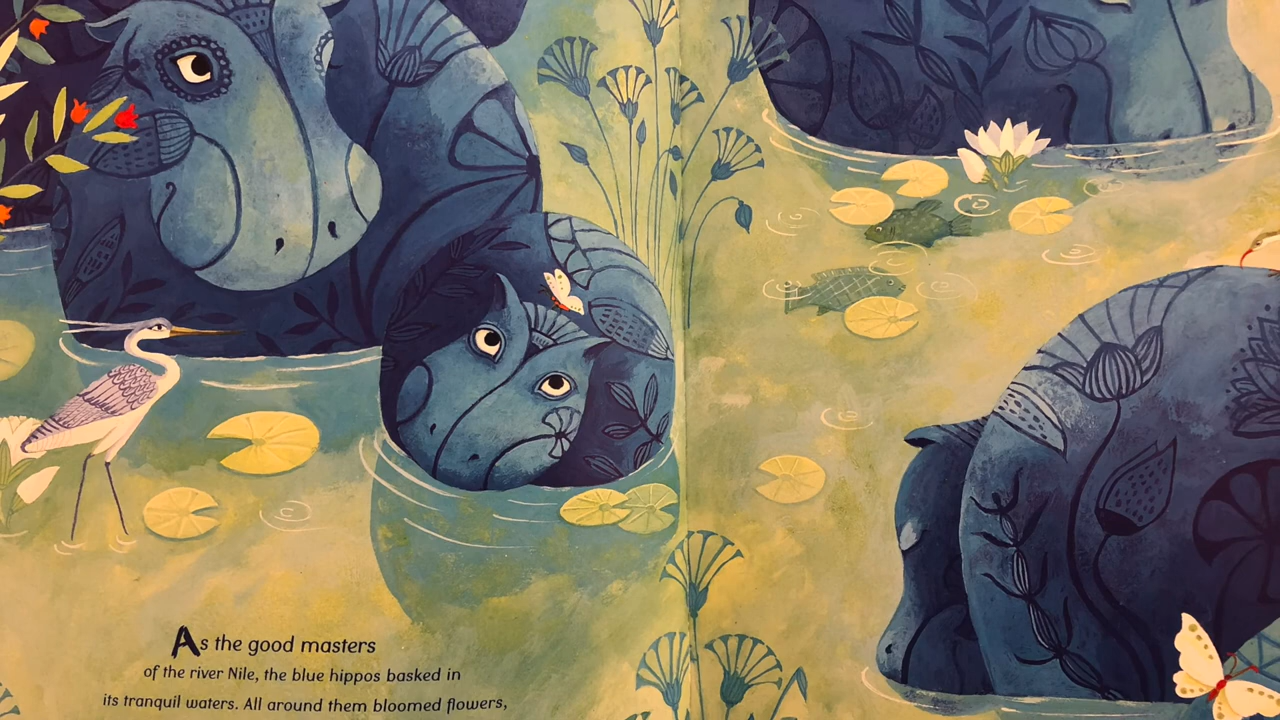 As the good masters
of the river Nile, the blue hippos basked in
its tranquil waters. All around them bloomed flowers,